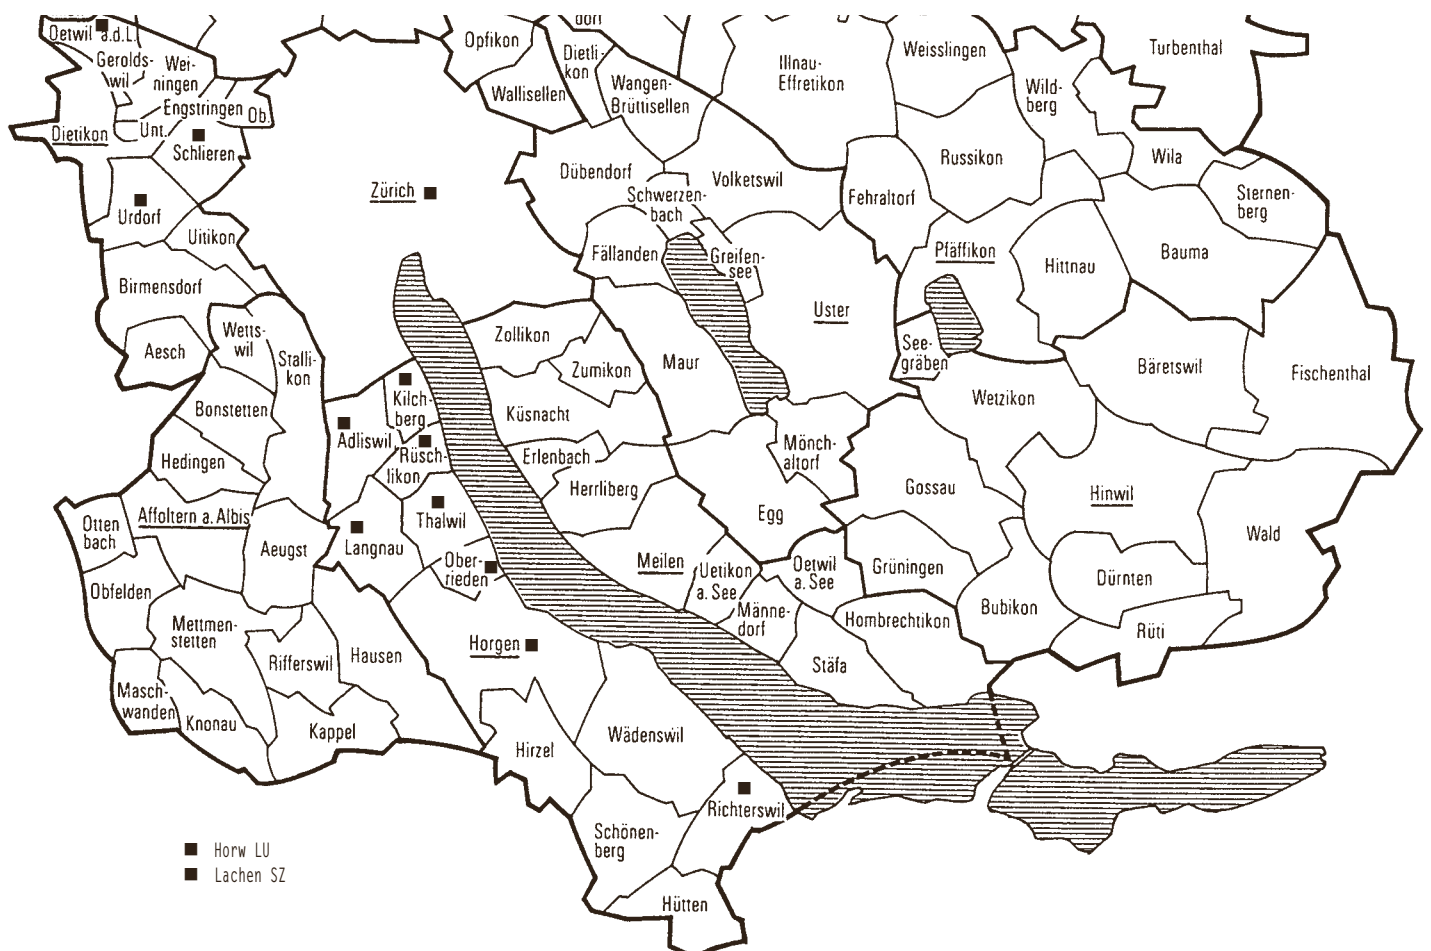 Oetwil a.d.L.
Gerolds-
wil
Wei-
ningen
Engstringen
Ob.
Unt.
Dietikon
Schlieren
Urdorf
Uitikon
Birmensdorf
Aesch
Wetts-
wil
Stalli-
kon
Bonstetten
Hedingen
Affoltern a. Albis
Otten
bach
Aeugst
Obfelden
Mettmen-
stetten
Rifferswil
Hausen
Masch-
wanden
Knonau
Kappel
Zürich
Opfikon
Wallisellen
Dietli-
kon
dorf
Wangen-
Brüttisellen
Illnau-
Effretikon
Weisslingen
Wild-
berg
Turbenthal
Wila
Sternen-
berg
Russikon
Dübendorf
Volketswil
Schwerzen-
bach
Fehraltorf
Fällanden
Greifen-
see
Pfäffikon
Hittnau
Bauma
Uster
See-
gräben
Maur
Zollikon
Zumikon
Küsnacht
Erlenbach
Herrliberg
Wetzikon
Bäretswil
Fischenthal
Mönch-
altorf
Gossau
Hinwil
Egg
Wald
Kilch-
berg
Adliswil
Rüsch-
likon
Thalwil
Langnau
Ober-
rieden
Meilen
Uetikon
a. See
Oetwil
a. See
Grüningen
Dürnten
Männe-
dorf
Hombrechtikon
Bubikon
Rüti
Horgen
Stäfa
Hirzel
Wädenswil
Richterswil
Schönen-
berg
Hütten
Horw LU
Lachen SZ